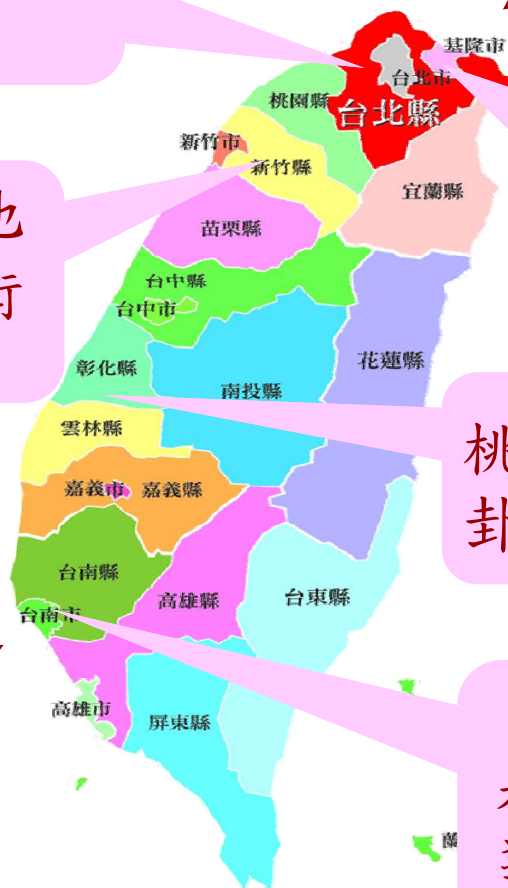 基隆市
台北市
桃園縣
台北縣
新竹市
新竹縣
宜蘭縣
苗栗縣
台中縣
台中市
花蓮縣
彰化縣
南投縣
雲林縣
桃
卦
嘉義市
嘉義縣
台南縣
高雄縣
台東縣
台南市
高雄市
屏東縣
蘭